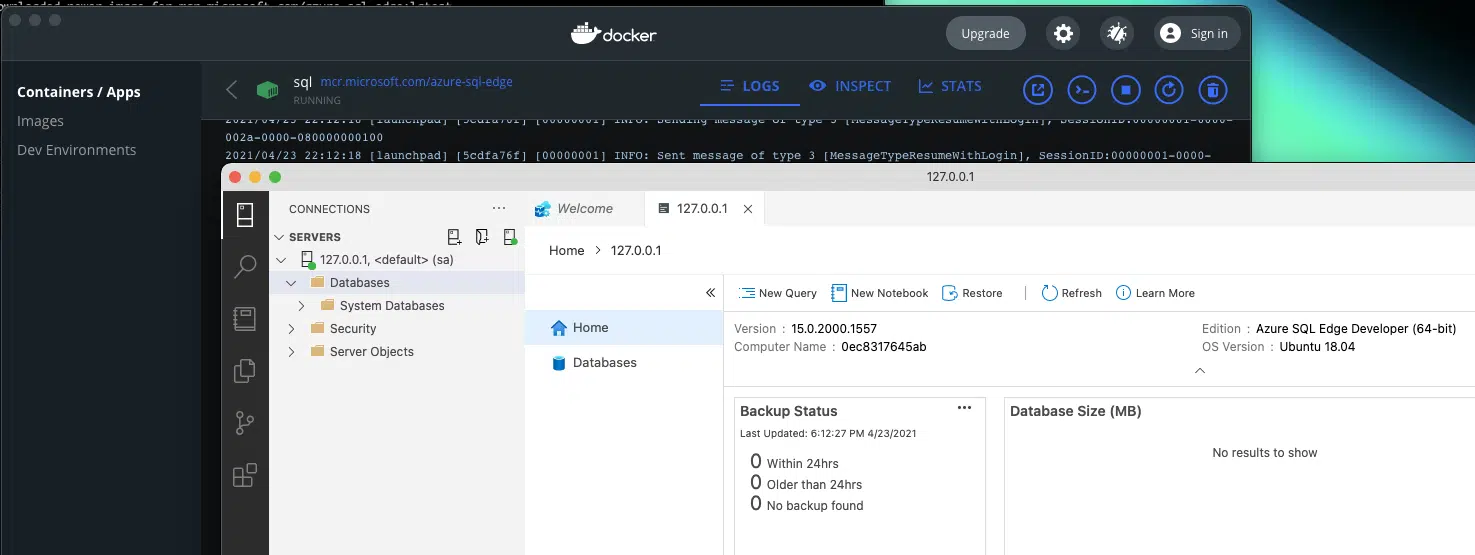 docker
Upgrade
Sign in
Containers / Apps
Images
Dev Environments
sql mcr.microsoft.com/azure-sql-edge
RUNNING
LOGS
INSPECT
STATS
2021/04/23 22:12:18 [launchpad] [5cdfa76f] [00000001] INFO: Sending message of type 3 [MessageTypeResumeWithLogin], SessionID:00000001-0000-
002a-0000-080000000100
2021/04/23 22:12:18 [launchpad] [5cdfa76f] [00000001] INFO: Sent message of type 3 [MessageTypeResumeWithLogin], SessionID:00000001-0000-
127.0.0.1
CONNECTIONS
SERVERS
127.0.0.1, <default> (sa)
Databases
System Databases
Security
Server Objects
Welcome
127.0.0.1
Home > 127.0.0.1
Home
Databases
New Query
New Notebook
Restore
Refresh
Learn More
Version : 15.0.2000.1557
Computer Name : 0ec8317645ab
Edition : Azure SQL Edge Developer (64-bit)
OS Version : Ubuntu 18.04
Backup Status
Last Updated: 6:12:27 PM 4/23/2021
0 Within 24hrs
0 Older than 24hrs
0 No backup found
Database Size (MB)
No results to show